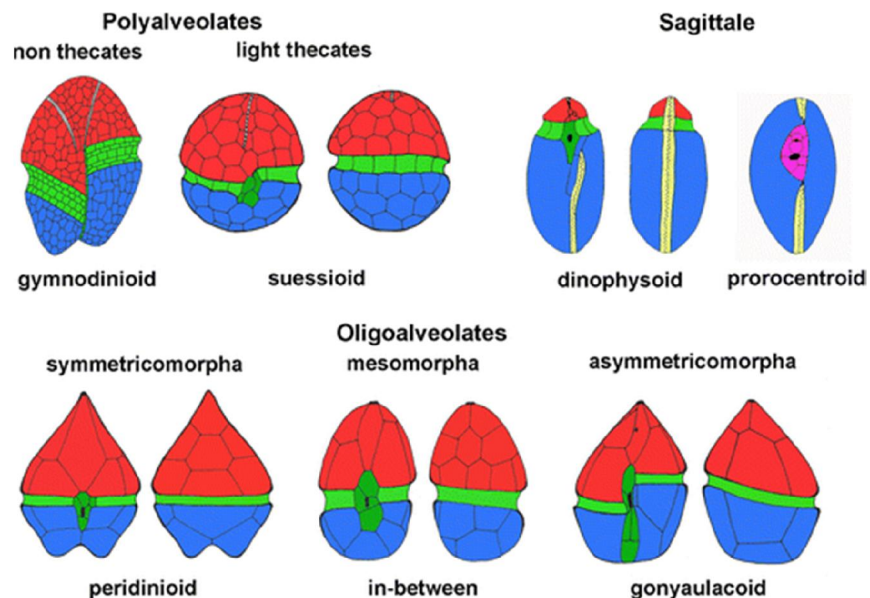 Polyalveolates
Sagittale
non thecates
light thecates
gymnodinioid
suessioid
dinophysoid
prorocentroid
Oligoalveolates
symmetricomorpha
mesomorpha
asymmetricomorpha
peridinioid
in-between
gonyaulacoid